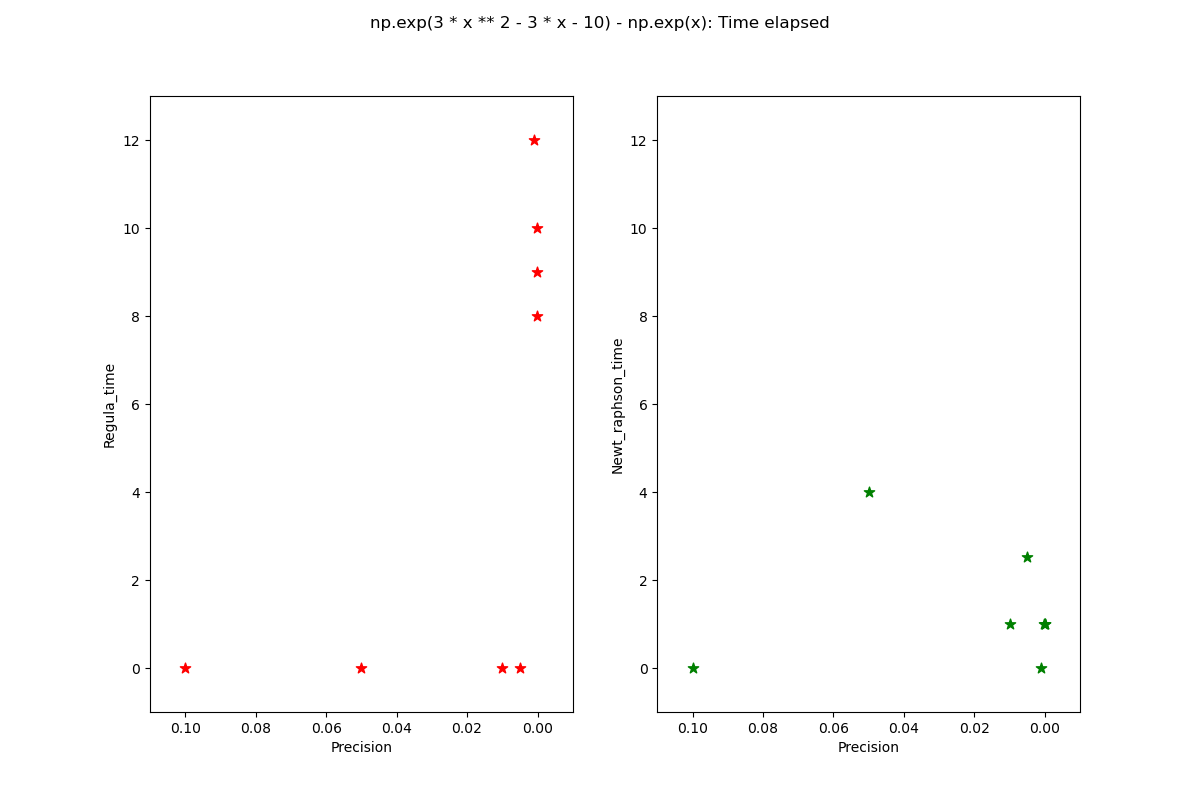 np.exp(3 * x ** 2 - 3 * x - 10) - np.exp(x): Time elapsed
12
10
8
6
4
2
0
Regula_time
0.10 0.08 0.06 0.04 0.02 0.00
Precision
12
10
8
6
4
2
0
Newt_raphson_time
0.10 0.08 0.06 0.04 0.02 0.00
Precision